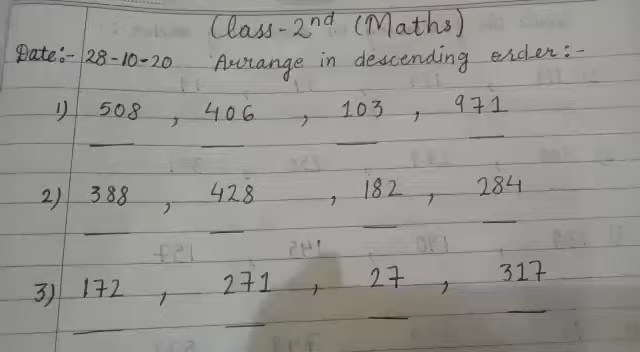 Class-2nd (Maths)
Date:- 28-10-20 Arrange in descending order:-
1) 508, 406, 103, 971
2) 388, 428, 182, 284
3) 172, 271, 27, 317